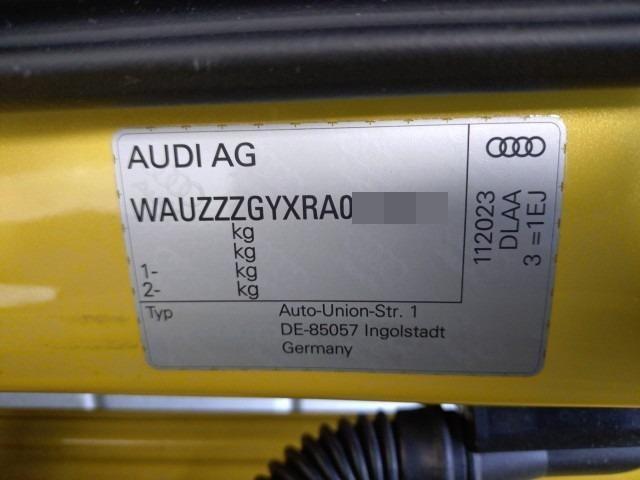 AUDI AG
WAUZZZGYXRA0
kg
kg
1- kg
2- kg
Typ
Auto-Union-Str. 1
DE-85057 Ingolstadt
Germany
112023
DLAA
3 =1EJ